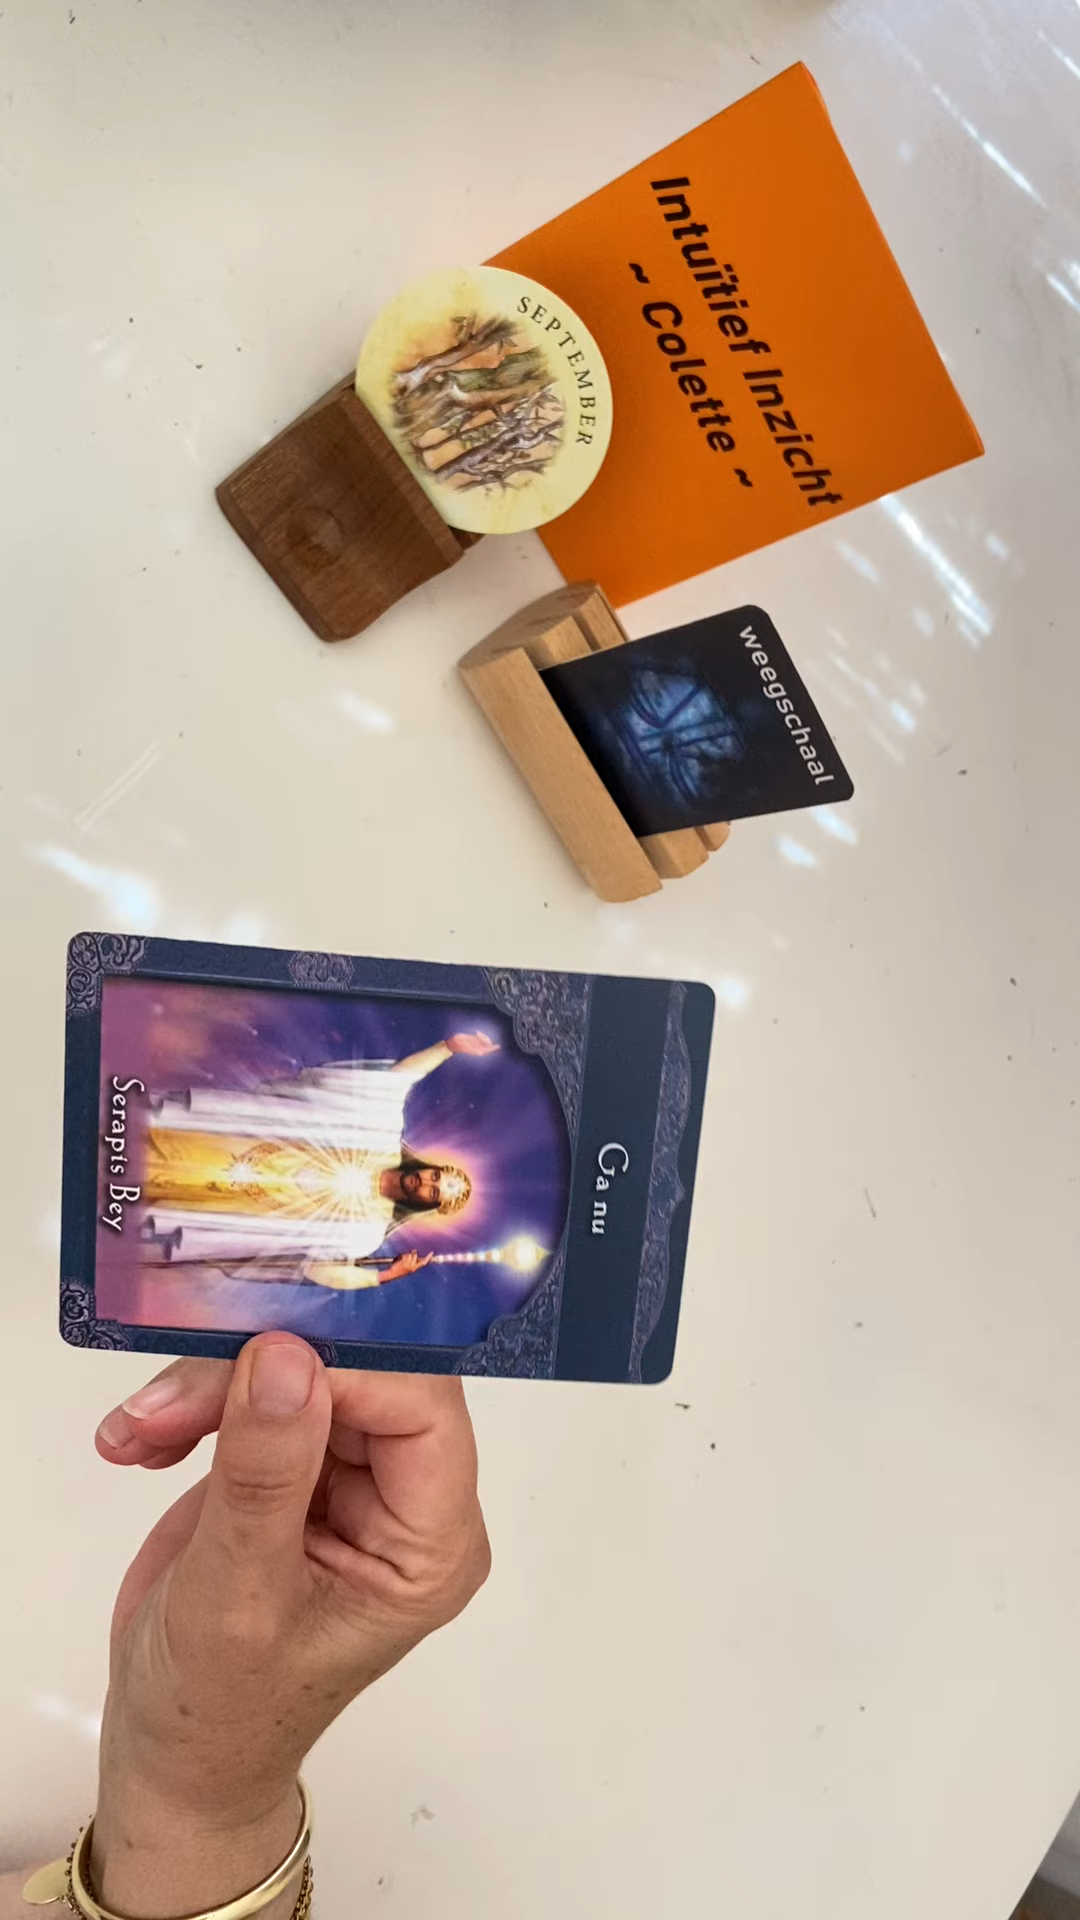 Intuïtief Inzicht
~ Colette ~
SEPTEMBER
weegschaal
Ga nu
Serapis Bey